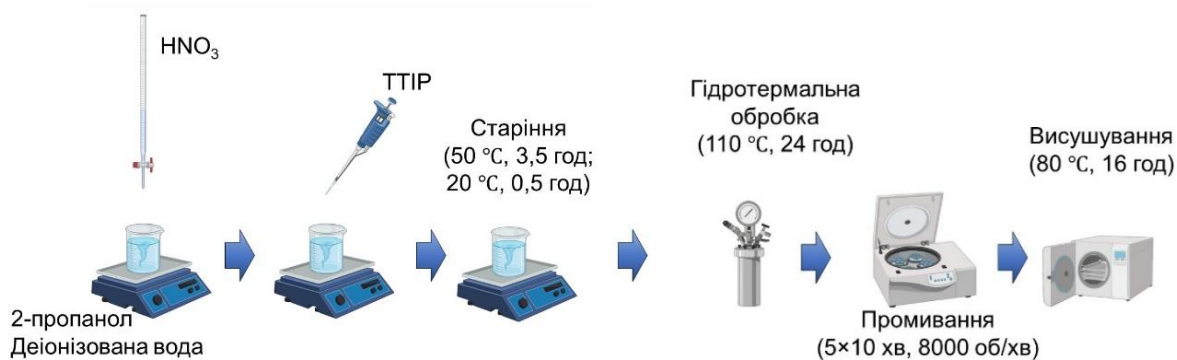 HNO₃
2-пропанол
Деіонізована вода
TTIP
Старіння
(50 ℃, 3,5 год;
20 ℃, 0,5 год)
Гідротермальна
обробка
(110 ℃, 24 год)
Промивання
(5×10 хв, 8000 об/хв)
Висушування
(80 ℃, 16 год)